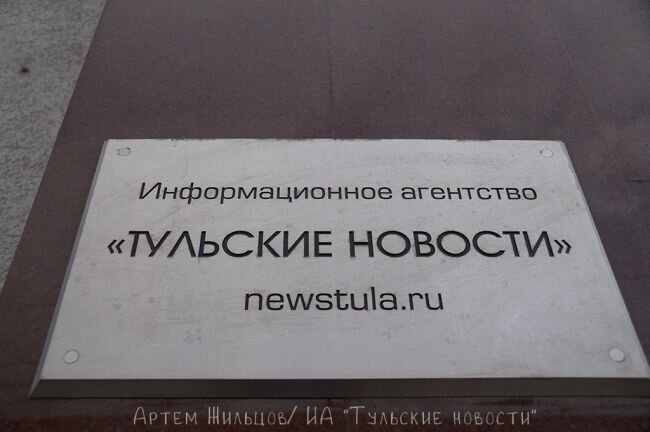 Информационное агентство
«ТУЛЬСКИЕ НОВОСТИ»
newstula.ru
Артем Жильцов/ ИА "Тульские новости"